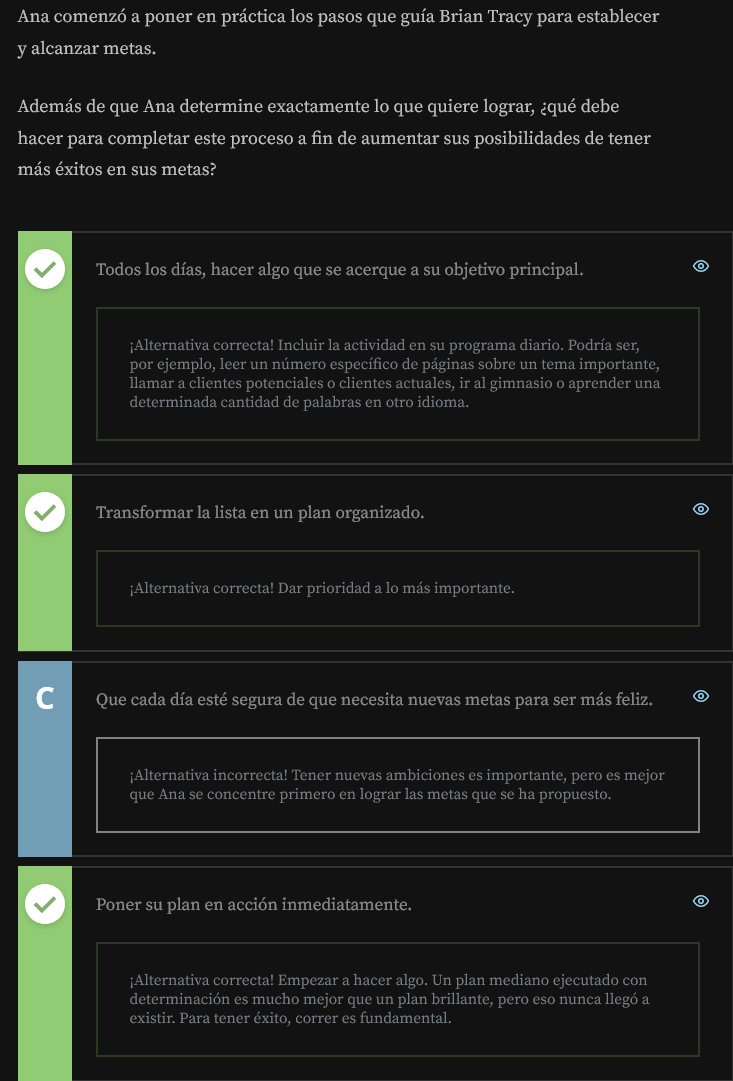 Ana comenzó a poner en práctica los pasos que guía Brian Tracy para establecer
y alcanzar metas.
Además de que Ana determine exactamente lo que quiere lograr, ¿qué debe
hacer para completar este proceso a fin de aumentar sus posibilidades de tener
más éxitos en sus metas?
Todos los días, hacer algo que se acerque a su objetivo principal.
¡Alternativa correcta! Incluir la actividad en su programa diario. Podría ser,
por ejemplo, leer un número específico de páginas sobre un tema importante,
llamar a clientes potenciales o clientes actuales, ir al gimnasio o aprender una
determinada cantidad de palabras en otro idioma.
Transformar la lista en un plan organizado.
¡Alternativa correcta! Dar prioridad a lo más importante.
C
Que cada día esté segura de que necesita nuevas metas para ser más feliz.
¡Alternativa incorrecta! Tener nuevas ambiciones es importante, pero es mejor
que Ana se concentre primero en lograr las metas que se ha propuesto.
Poner su plan en acción inmediatamente.
¡Alternativa correcta! Empezar a hacer algo. Un plan mediano ejecutado con
determinación es mucho mejor que un plan brillante, pero eso nunca llegó a
existir. Para tener éxito, correr es fundamental.